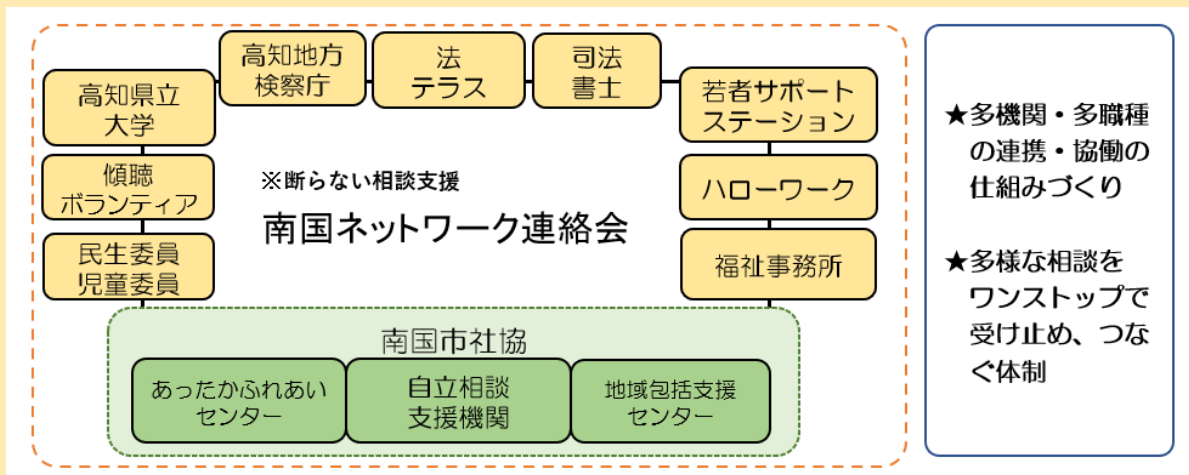 高知地方
検察庁
法
テラス
司法
書士
高知県立
大学
若者サポート
ステーション
傾聴
ボランティア
ハローワーク
民生委員
児童委員
福祉事務所
※断らない相談支援
南国ネットワーク連絡会
南国市社協
あったかふれあい
センター
自立相談
支援機関
地域包括支援
センター
★多機関・多職種
の連携・協働の
仕組みづくり
★多様な相談を
ワンストップで
受け止め、つな
ぐ体制